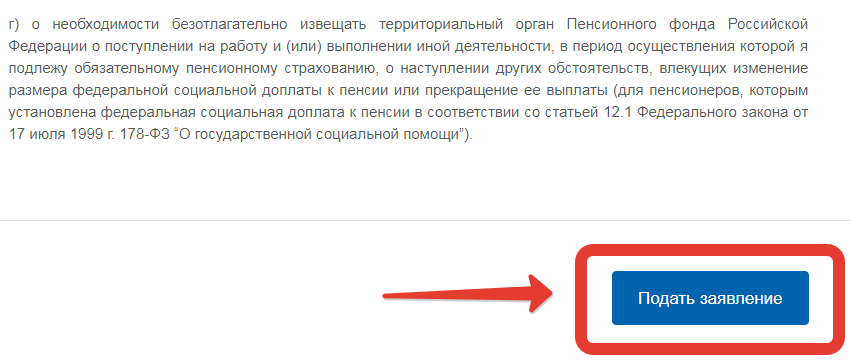 г) о необходимости безотлагательно извещать территориальный орган Пенсионного фонда Российской
Федерации о поступлении на работу и (или) выполнении иной деятельности, в период осуществления которой я
подлежу обязательному пенсионному страхованию, о наступлении других обстоятельств, влекущих изменение
размера федеральной социальной доплаты к пенсии или прекращение ее выплаты (для пенсионеров, которым
установлена федеральная социальная доплата к пенсии в соответствии со статьей 12.1 Федерального закона от
17 июля 1999 г. 178-ФЗ “О государственной социальной помощи”).
Подать заявление